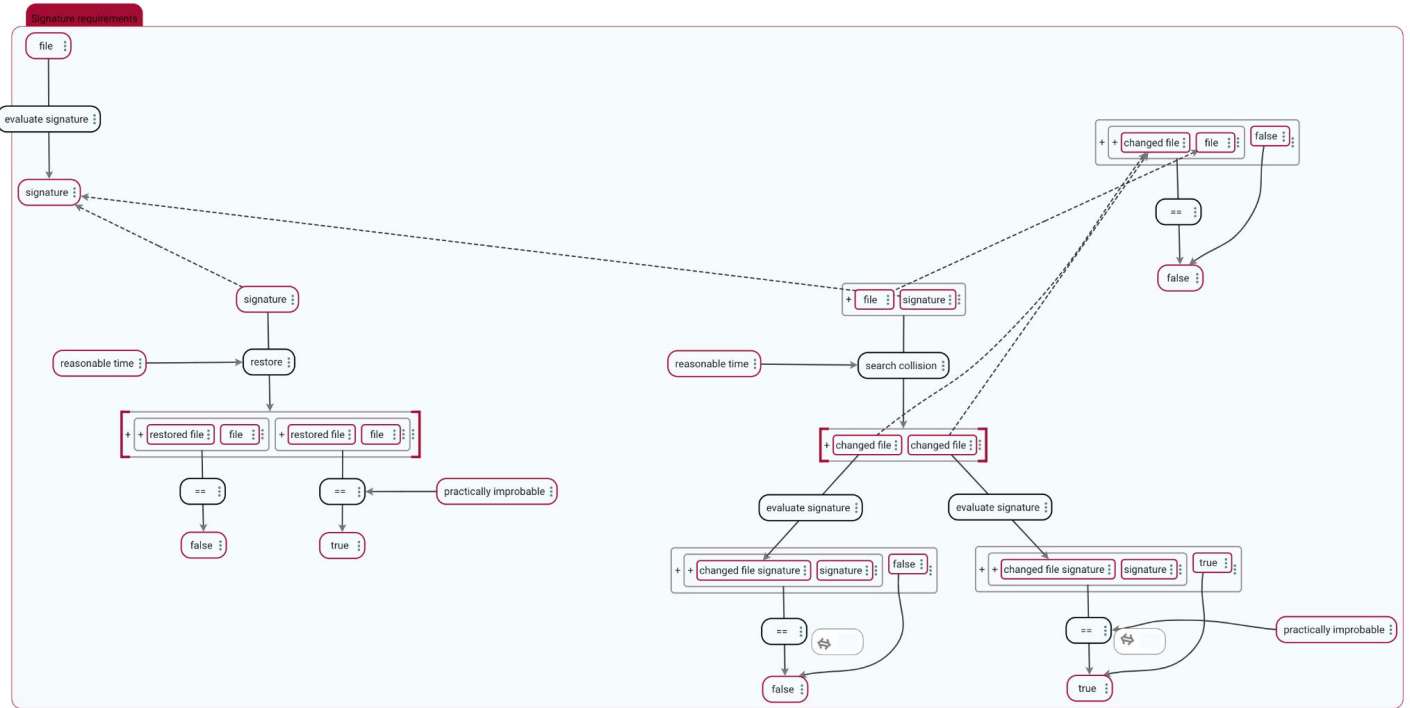 Signature requirements
file
evaluate signature
signature
+ + changed file file false
==
false
signature
+ file signature
reasonable time
restore
reasonable time
search collision
+ + restored file file + restored file file
+ changed file changed file
==
==
practically improbable
evaluate signature
evaluate signature
false
true
+ + changed file signature signature false
+ + changed file signature signature true
==
==
practically improbable
false
true